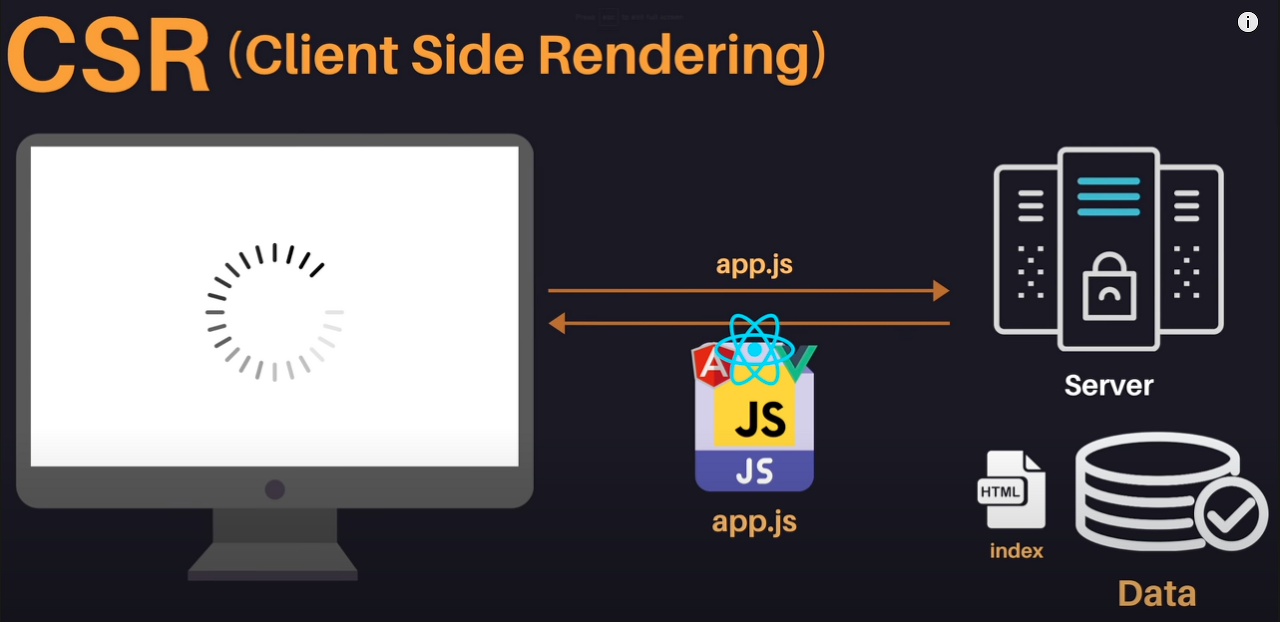 CSR (Client Side Rendering)
app.js
A
JS
JS
app.js
Server
HTML
index
Data
i